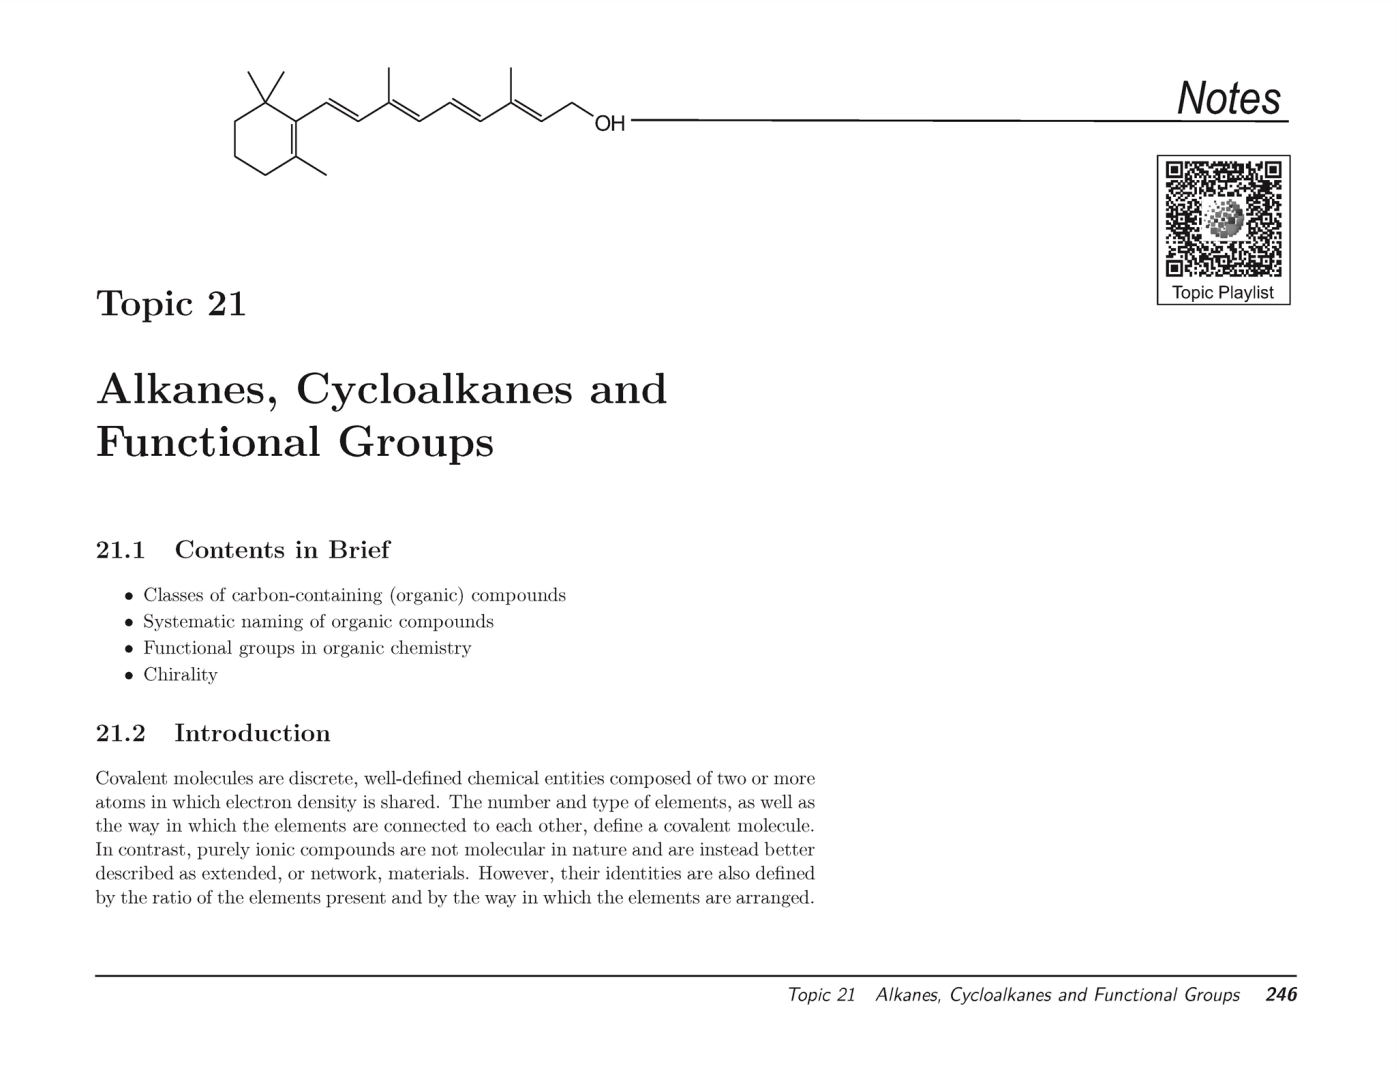 OH
Notes
Topic Playlist
Topic 21
Alkanes, Cycloalkanes and
Functional Groups
21.1 Contents in Brief
• Classes of carbon-containing (organic) compounds
• Systematic naming of organic compounds
• Functional groups in organic chemistry
• Chirality
21.2 Introduction
Covalent molecules are discrete, well-defined chemical entities composed of two or more
atoms in which electron density is shared. The number and type of elements, as well as
the way in which the elements are connected to each other, define a covalent molecule.
In contrast, purely ionic compounds are not molecular in nature and are instead better
described as extended, or network, materials. However, their identities are also defined
by the ratio of the elements present and by the way in which the elements are arranged.
Topic 21 Alkanes, Cycloalkanes and Functional Groups 246